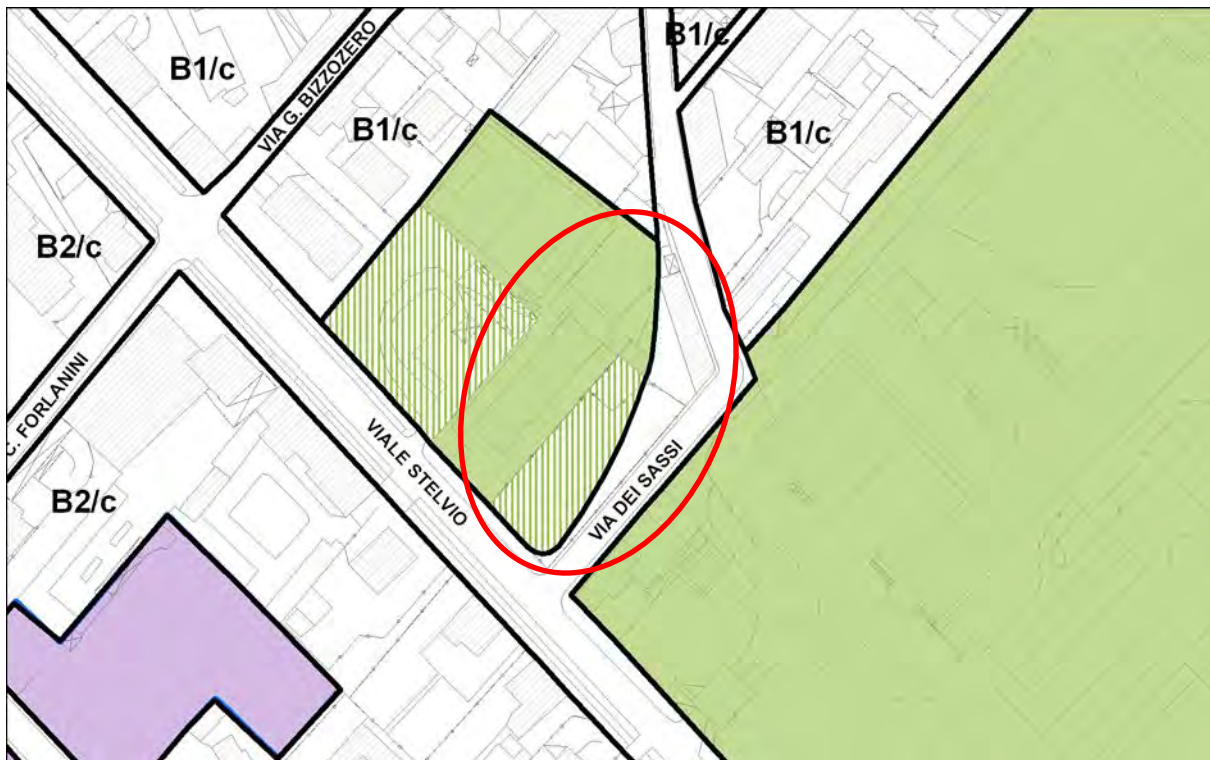 B1/c
B1/c
VIA G. BIZZOZERO
B1/c
B1/c
B2/c
C. FORLANINI
VIALE STELVIO
VIA DEI SASSI
B2/c